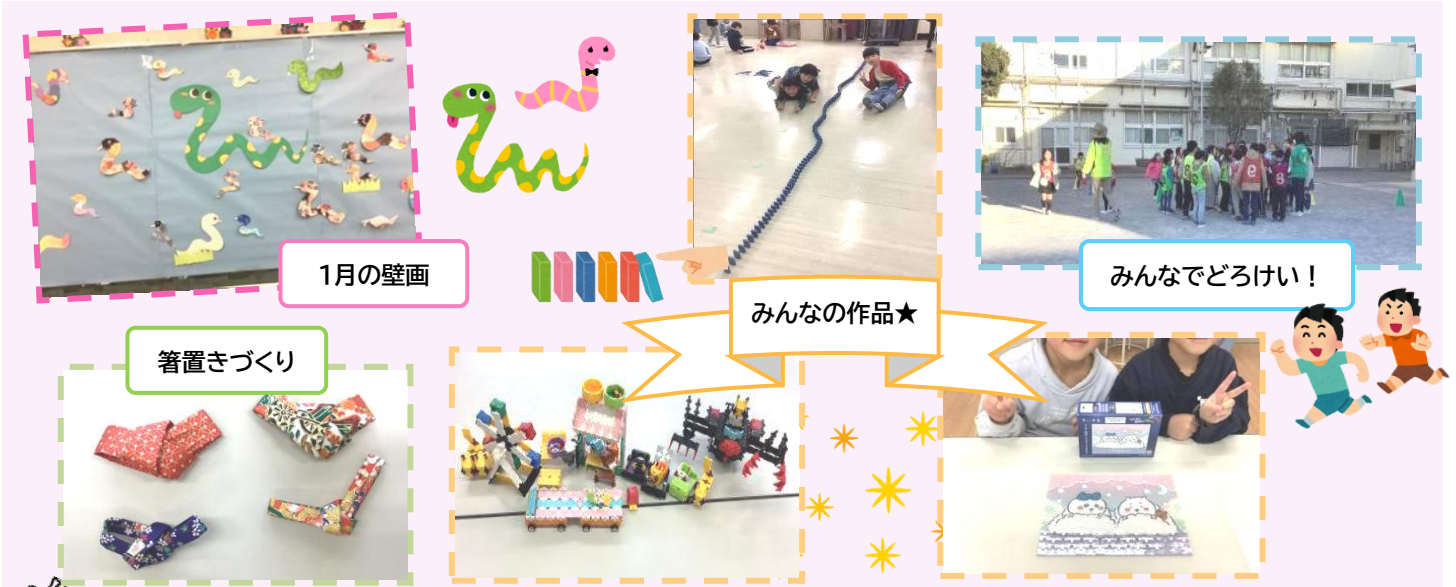 1月の壁画
みんなでどろけい！
みんなの作品★
箸置きづくり